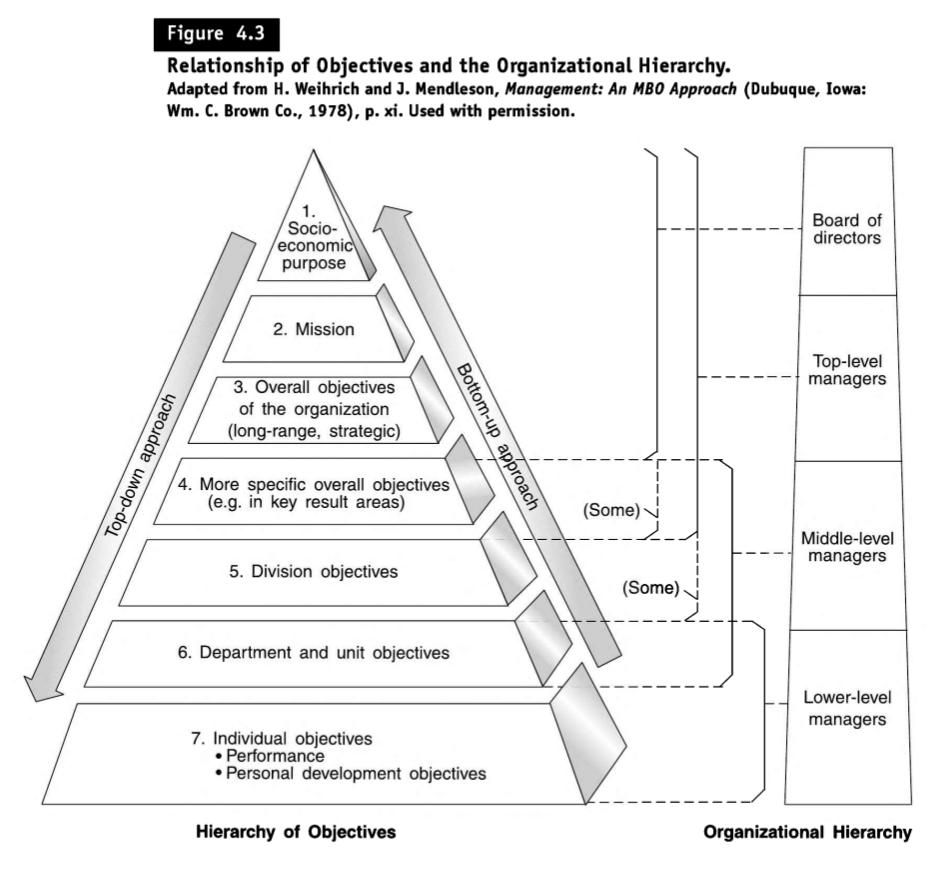 Figure 4.3
Relationship of Objectives and the Organizational Hierarchy.
Adapted from H. Weihrich and J. Mendleson, Management: An MBO Approach (Dubuque, Iowa:
Wm. C. Brown Co., 1978), p. xi. Used with permission.
1.
Socio-
economic
purpose
2. Mission
3. Overall objectives
of the organization
(long-range, strategic)
4. More specific overall objectives
(e.g. in key result areas)
5. Division objectives
6. Department and unit objectives
7. Individual objectives
• Performance
• Personal development objectives
Top-down approach
Bottom-up approach
(Some)
(Some)
Board of
directors
Top-level
managers
Middle-level
managers
Lower-level
managers
Hierarchy of Objectives
Organizational Hierarchy